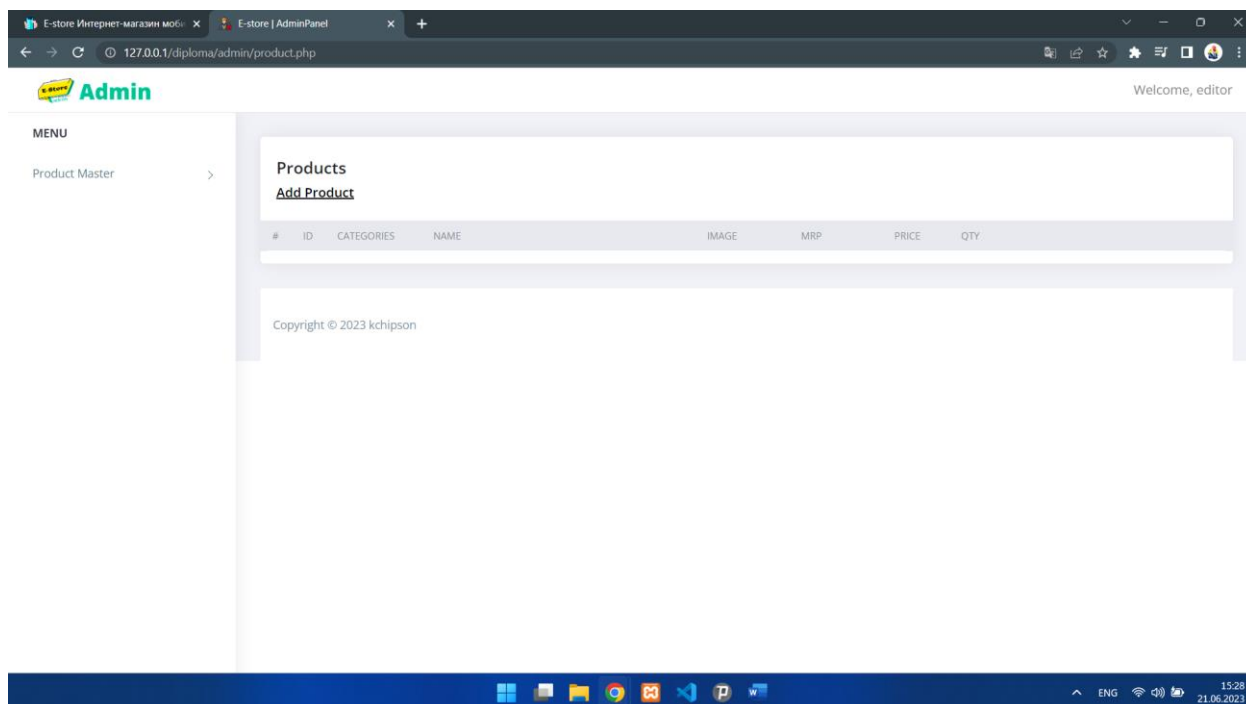 E-store Интернет-магазин моби
E-store | AdminPanel
127.0.0.1/diploma/admin/product.php
E-STORE Admin
Welcome, editor
MENU
Product Master
Products
Add Product
# ID CATEGORIES NAME IMAGE MRP PRICE QTY
Copyright © 2023 kchipson
ENG
15:28
21.06.2023